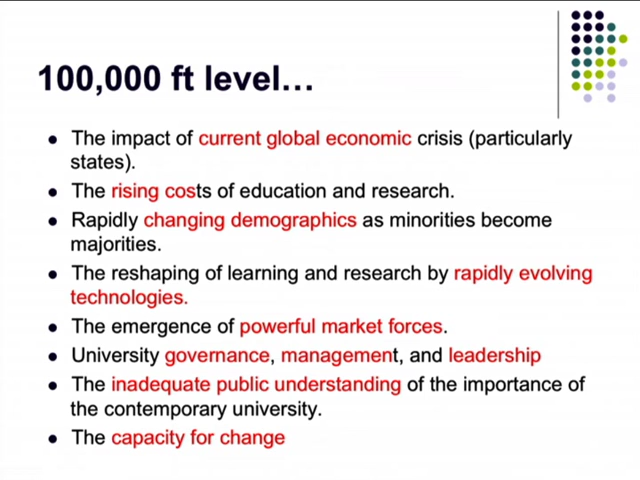 100,000 ft level…
● The impact of current global economic crisis (particularly
states).
● The rising costs of education and research.
● Rapidly changing demographics as minorities become
majorities.
● The reshaping of learning and research by rapidly evolving
technologies.
● The emergence of powerful market forces.
● University governance, management, and leadership
● The inadequate public understanding of the importance of
the contemporary university.
● The capacity for change